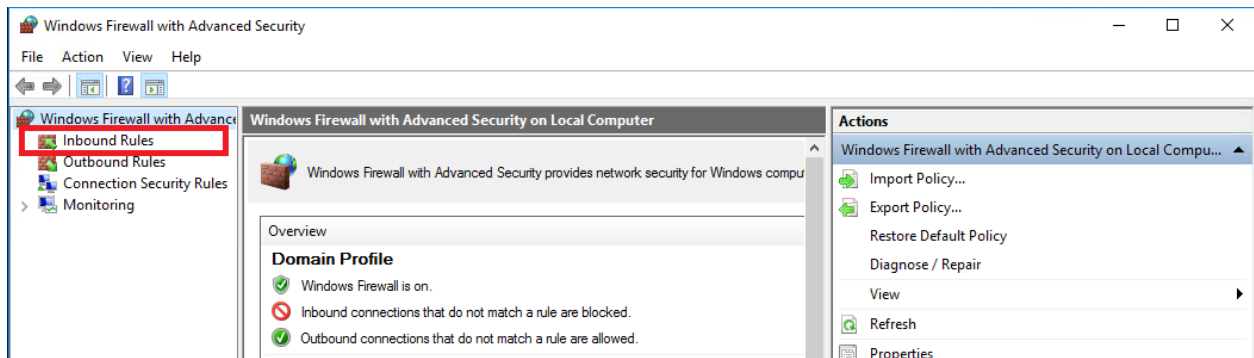 Windows Firewall with Advanced Security
File Action View Help
Windows Firewall with Advance
Inbound Rules
Outbound Rules
Connection Security Rules
Monitoring
Windows Firewall with Advanced Security on Local Computer
Windows Firewall with Advanced Security provides network security for Windows compu
Overview
Domain Profile
Windows Firewall is on.
Inbound connections that do not match a rule are blocked.
Outbound connections that do not match a rule are allowed.
Actions
Windows Firewall with Advanced Security on Local Compu...
Import Policy...
Export Policy...
Restore Default Policy
Diagnose / Repair
View
Refresh
Properties